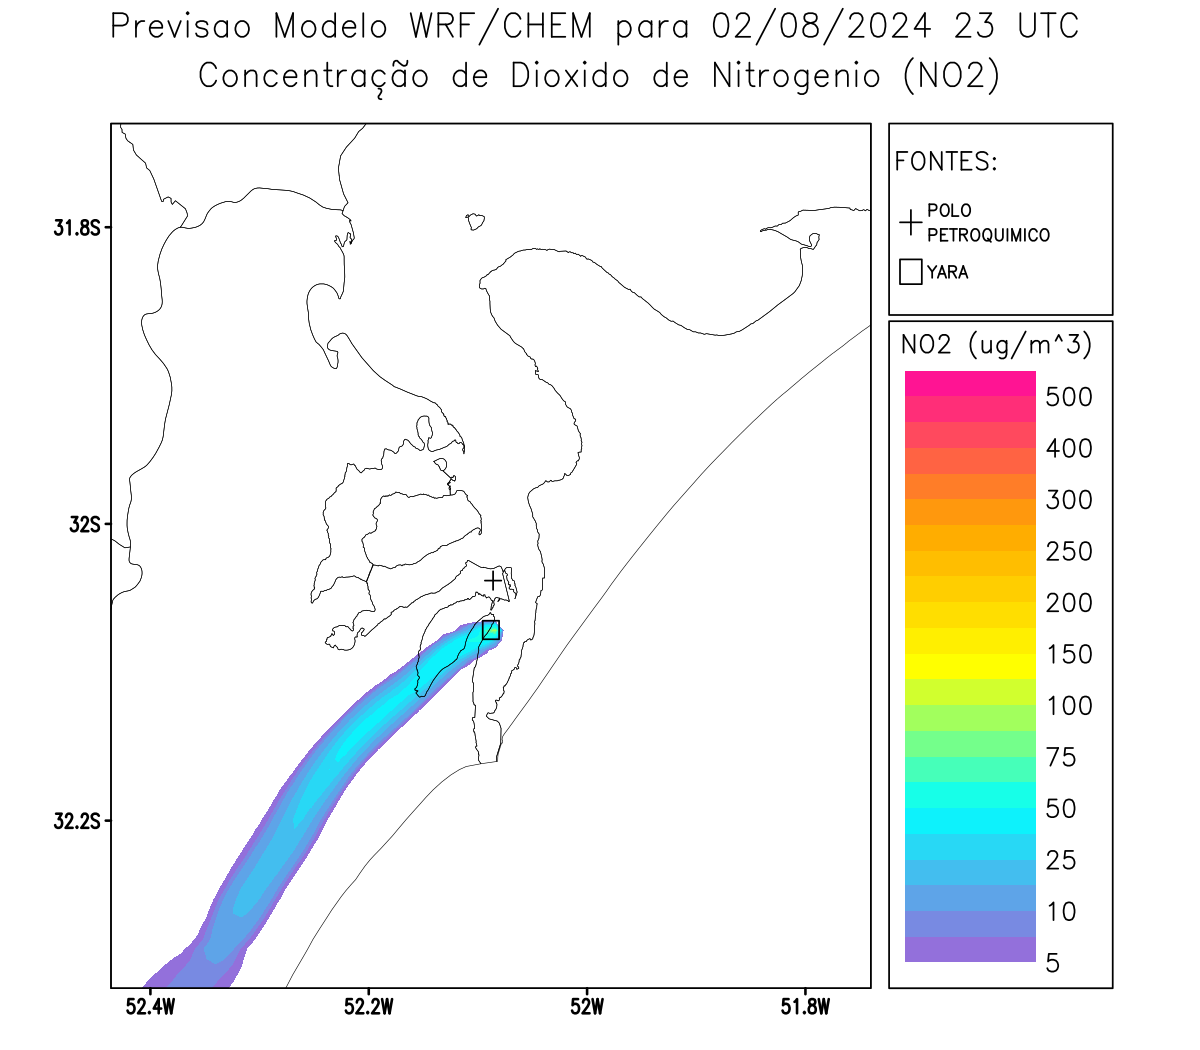 Previsao Modelo WRF/CHEM para 02/08/2024 23 UTC
Concentração de Dioxido de Nitrogenio (NO2)
FONTES:
POLO
PETROQUIMICO
YARA
NO2 (ug/m^3)
500
400
300
250
200
150
100
75
50
25
10
5
31.8S
32S
32.2S
52.4W
52.2W
52W
51.8W